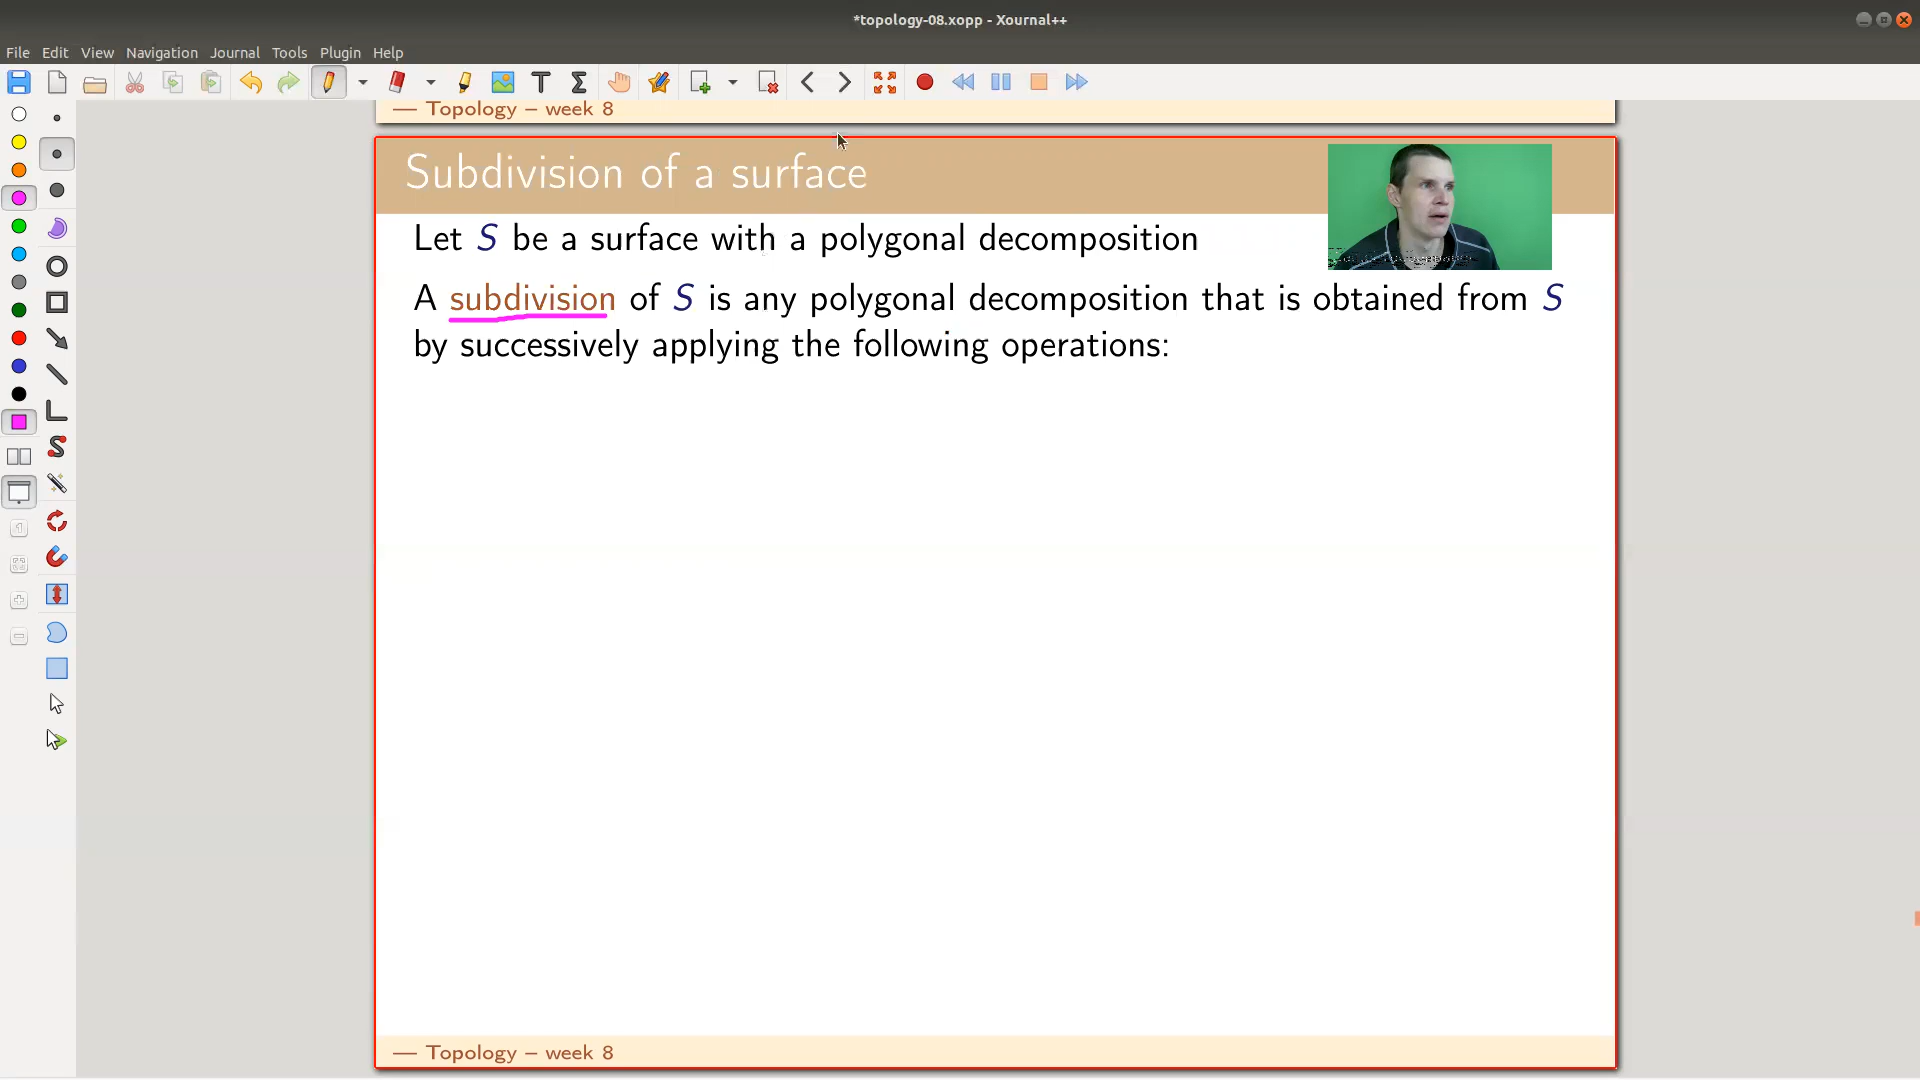 *topology-08.xopp - Xournal++
File Edit View Navigation Journal Tools Plugin Help
— Topology – week 8
Subdivision of a surface
Let S be a surface with a polygonal decomposition
A subdivision of S is any polygonal decomposition that is obtained from S
by successively applying the following operations:
— Topology – week 8